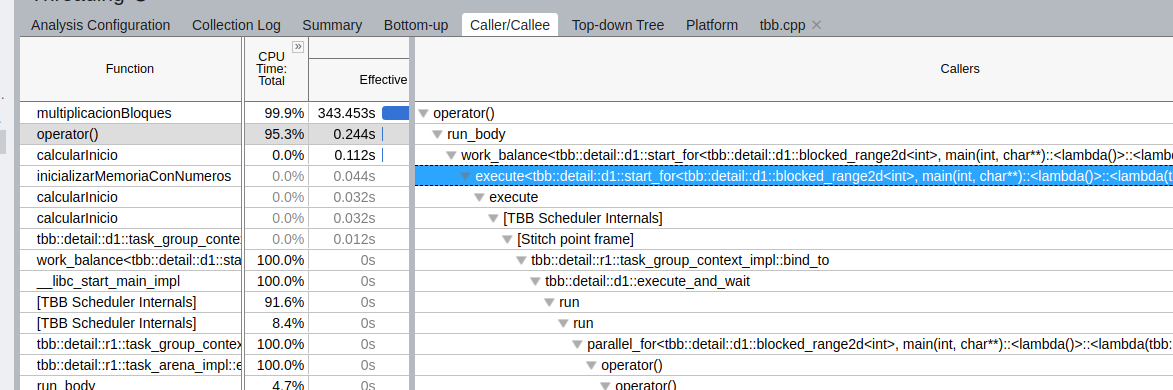 Analysis Configuration Collection Log Summary Bottom-up Caller/Callee Top-down Tree Platform tbb.cpp ✕
Function CPU Time: Total » Effective Callers
multiplicacionBloques 99.9% 343.453s operator()
operator() 95.3% 0.244s run_body
calcularInicio 0.0% 0.112s work_balance<tbb::detail::d1::start_for<tbb::detail::d1::blocked_range2d<int>, main(int, char**)::<lambda()>::<lamb
inicializarMemoriaConNumeros 0.0% 0.044s execute<tbb::detail::d1::start_for<tbb::detail::d1::blocked_range2d<int>, main(int, char**)::<lambda()>::<lambda(t
calcularInicio 0.0% 0.032s execute
calcularInicio 0.0% 0.032s [TBB Scheduler Internals]
tbb::detail::d1::task_group_conte 0.0% 0.012s [Stitch point frame]
work_balance<tbb::detail::d1::sta 100.0% 0s tbb::detail::r1::task_group_context_impl::bind_to
__libc_start_main_impl 100.0% 0s tbb::detail::d1::execute_and_wait
[TBB Scheduler Internals] 91.6% 0s run
[TBB Scheduler Internals] 8.4% 0s run
tbb::detail::r1::task_group_contex 100.0% 0s parallel_for<tbb::detail::d1::blocked_range2d<int>, main(int, char**)::<lambda()>::<lambda(tbb:
tbb::detail::r1::task_arena_impl::e 100.0% 0s operator()
run_body 4.7% 0s operator()